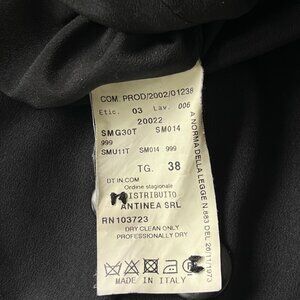 COM. PROD/2002/01238
Etic. 03 Lav. 006
20022
SMG30T SM014
999
SMU11T SM014 999
TG. 38
DT IN.COM
Ordine stagionale
DISTRIBUTO
ANTINEA SRL
RN103723
DRY CLEAN ONLY
PROFESSIONALLY DRY
MADE IN ITALY
A NORMA DELLA LEGGE N.883 DEL 26/11/1973